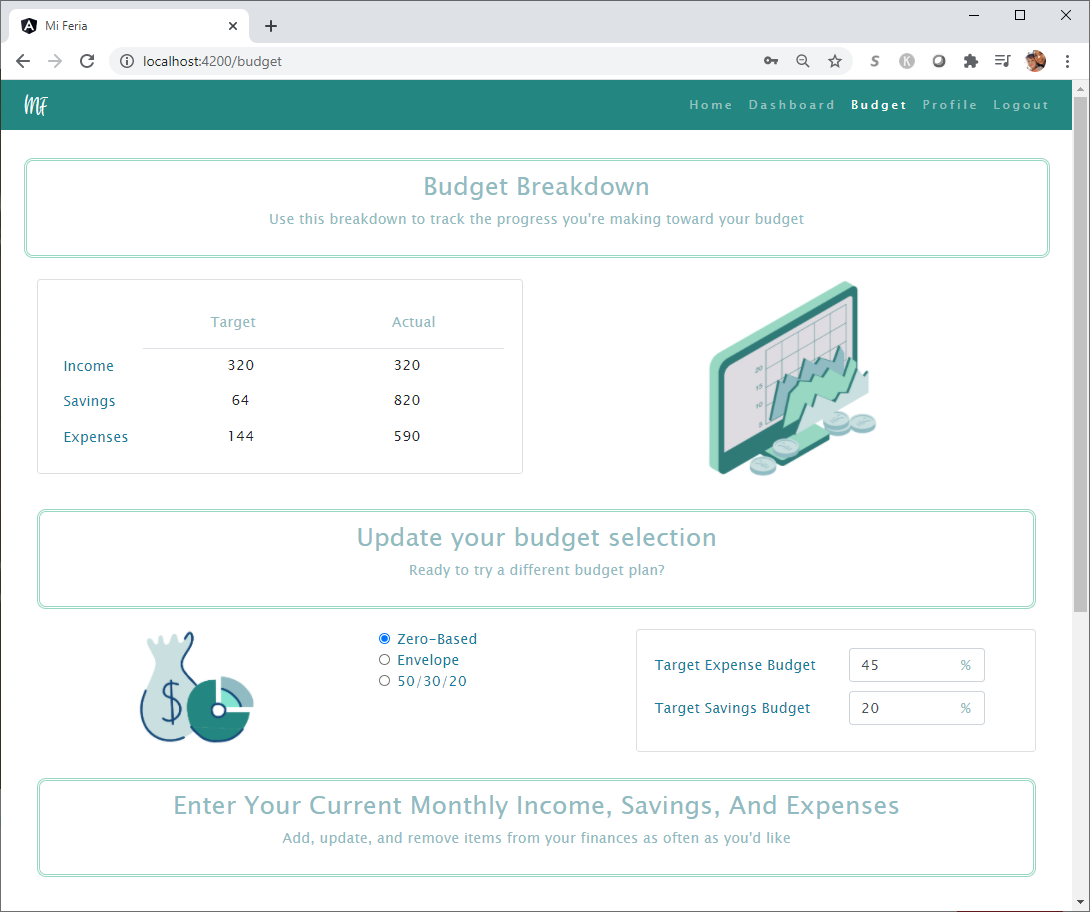 Mi Feria
localhost:4200/budget
MF
Home Dashboard Budget Profile Logout
Budget Breakdown
Use this breakdown to track the progress you're making toward your budget
Target Actual
Income 320 320
Savings 64 820
Expenses 144 590
20
15
10
5
Update your budget selection
Ready to try a different budget plan?
$
Zero-Based
Envelope
50/30/20
Target Expense Budget 45 %
Target Savings Budget 20 %
Enter Your Current Monthly Income, Savings, And Expenses
Add, update, and remove items from your finances as often as you'd like